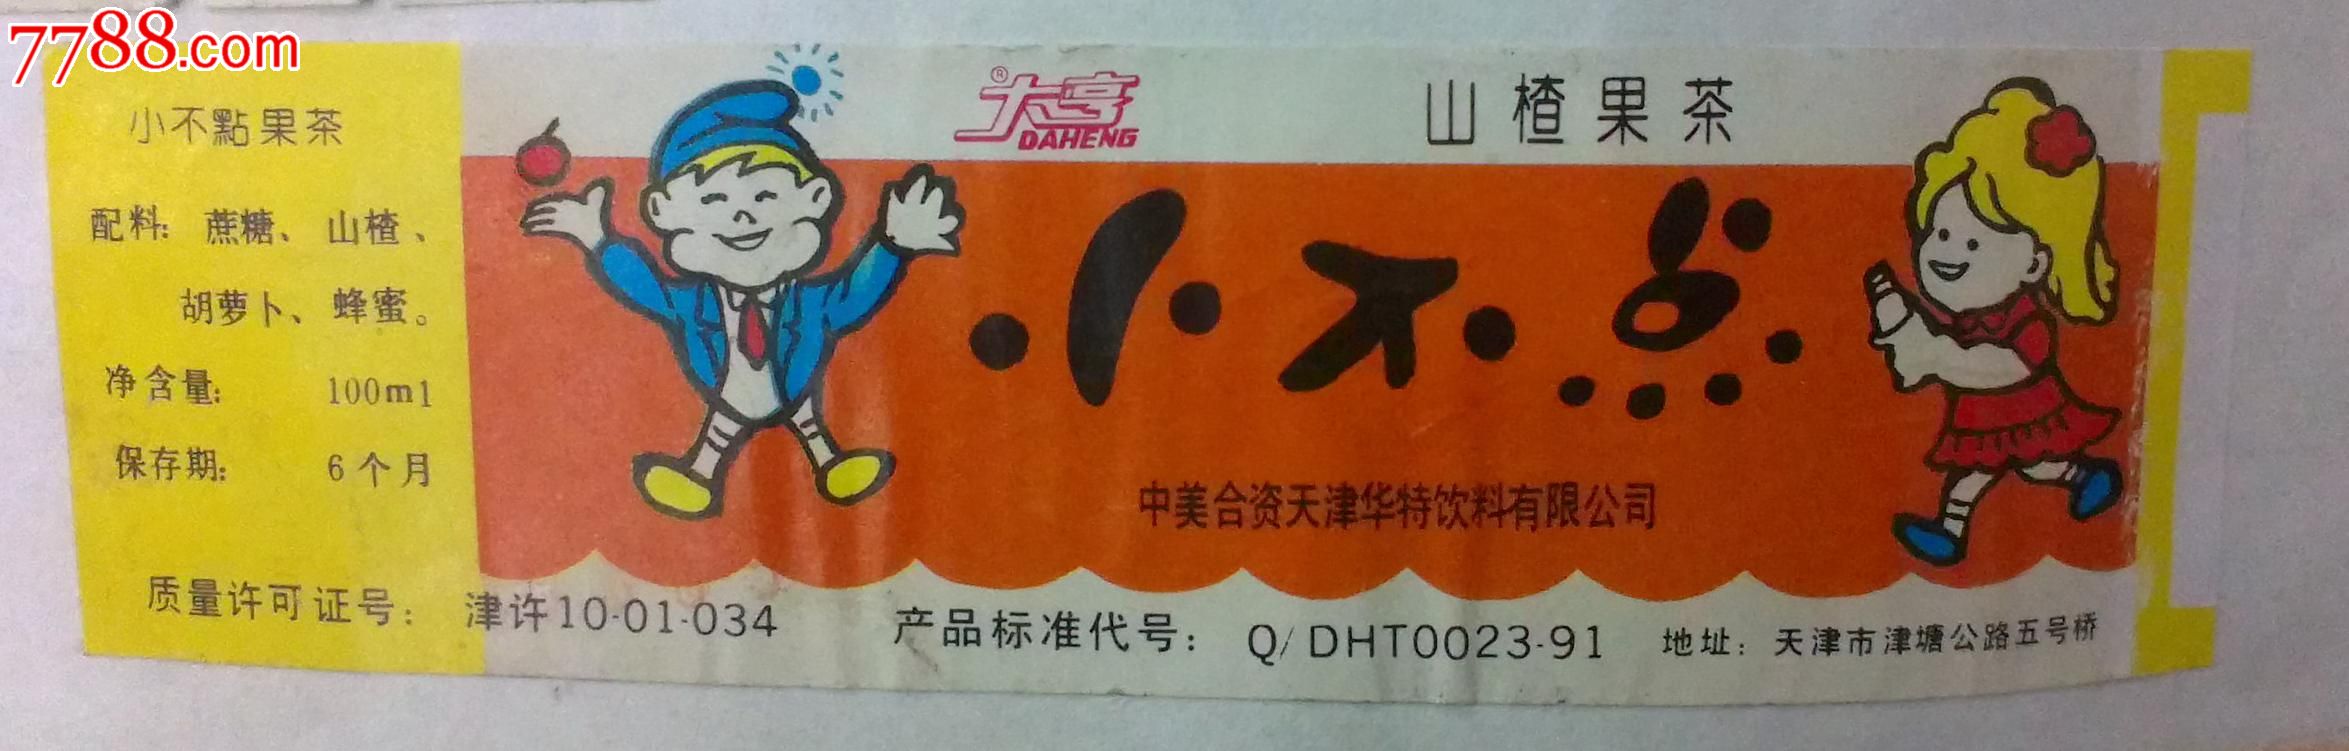 7788.com
小不點果茶
配料: 蔗糖、山楂、
胡萝卜、蜂蜜。
净含量: 100ml
保存期: 6个月
大亨®
DAHENG
山楂果茶
小不点
中美合资天津华特饮料有限公司
质量许可证号: 津许10-01-034 产品标准代号: Q/DHT0023-91 地址: 天津市津塘公路五号桥